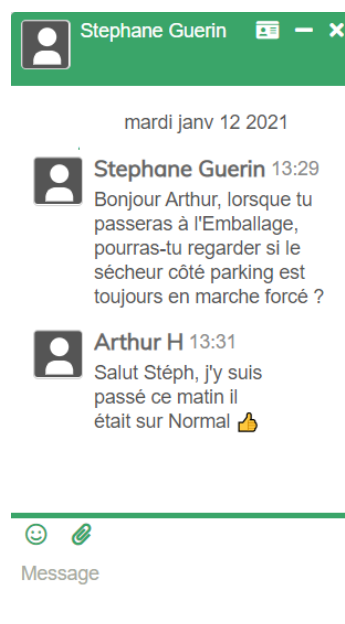 Stephane Guerin
mardi janv 12 2021
Stephane Guerin 13:29
Bonjour Arthur, lorsque tu
passeras à l'Emballage,
pourras-tu regarder si le
sécheur côté parking est
toujours en marche forcé ?
Arthur H 13:31
Salut Stéph, j'y suis
passé ce matin il
était sur Normal 👍
Message